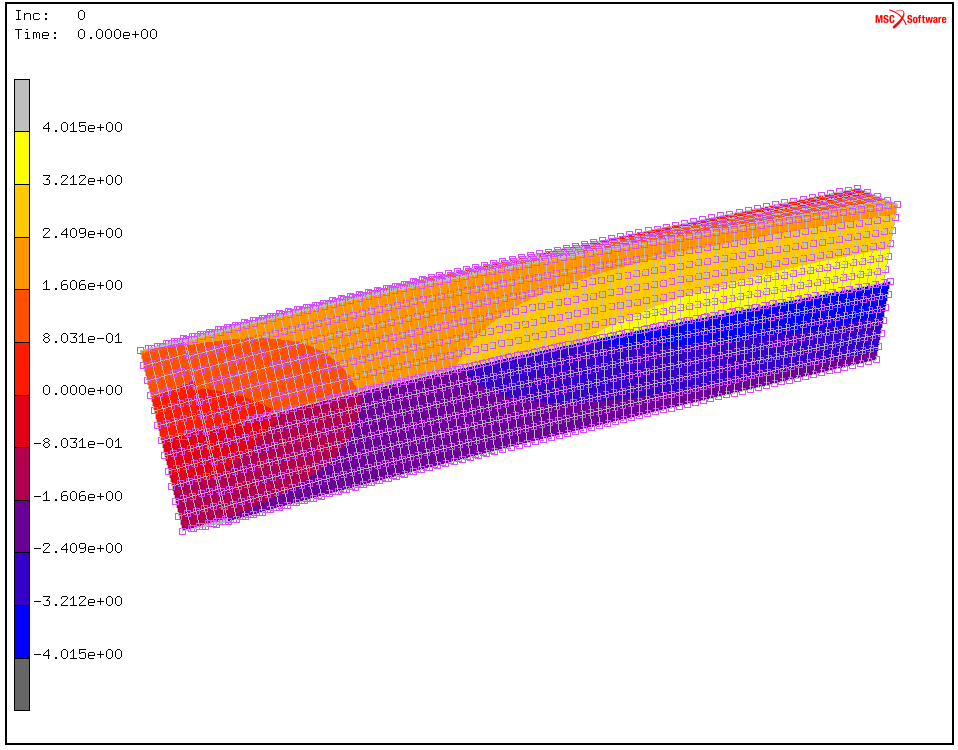 Inc: 0
Time: 0.000e+00
MSC Software
4.015e+00
3.212e+00
2.409e+00
1.606e+00
8.031e-01
0.000e+00
-8.031e-01
-1.606e+00
-2.409e+00
-3.212e+00
-4.015e+00